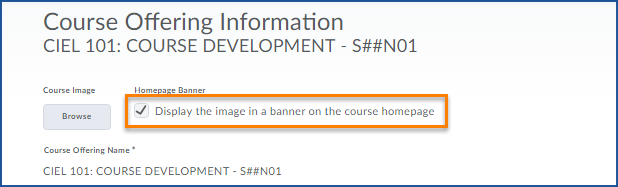 Course Offering Information
CIEL 101: COURSE DEVELOPMENT - S##N01
Course Image
Homepage Banner
Browse
Display the image in a banner on the course homepage
Course Offering Name *
CIEL 101: COURSE DEVELOPMENT - S##N01